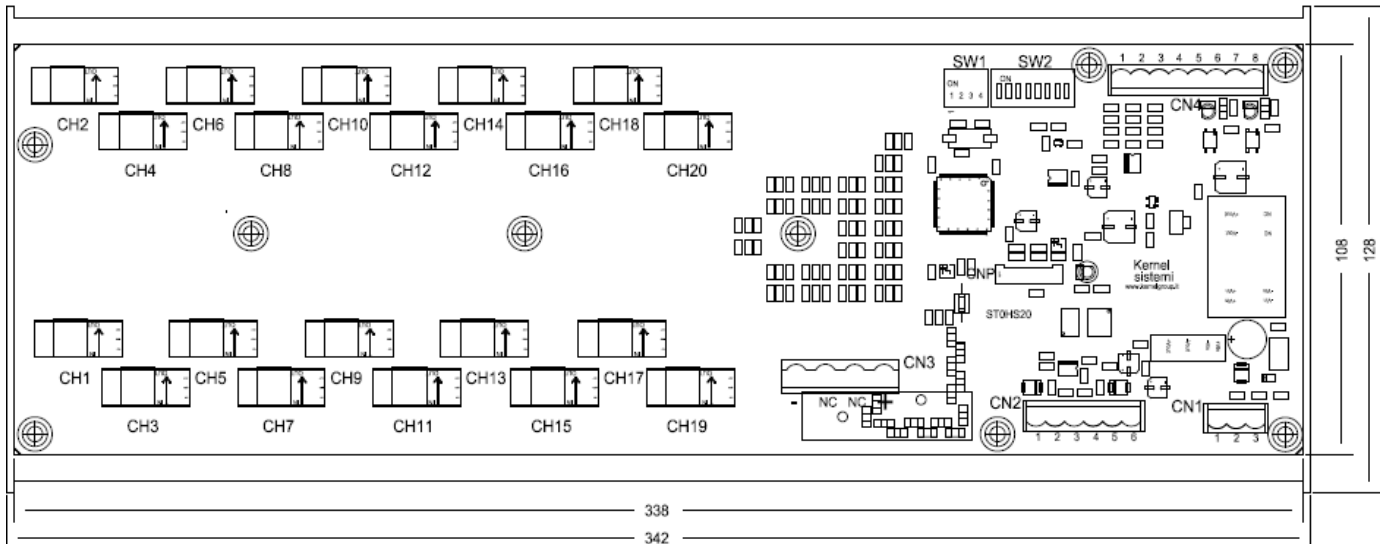 SW1 SW2
ON
1 2 3 4
ON
1 2 3 4 5 6 7 8
CN4
CH2 CH6 CH10 CH14 CH18
CH4 CH8 CH12 CH16 CH20
Kernel
sistemi
www.kernelgroup.it
CNP
ST0HS20
108
128
CH1 CH5 CH9 CH13 CH17
CH3 CH7 CH11 CH15 CH19
CN3
- NC NC +
CN2
1 2 3 4 5 6
CN1
1 2 3
338
342